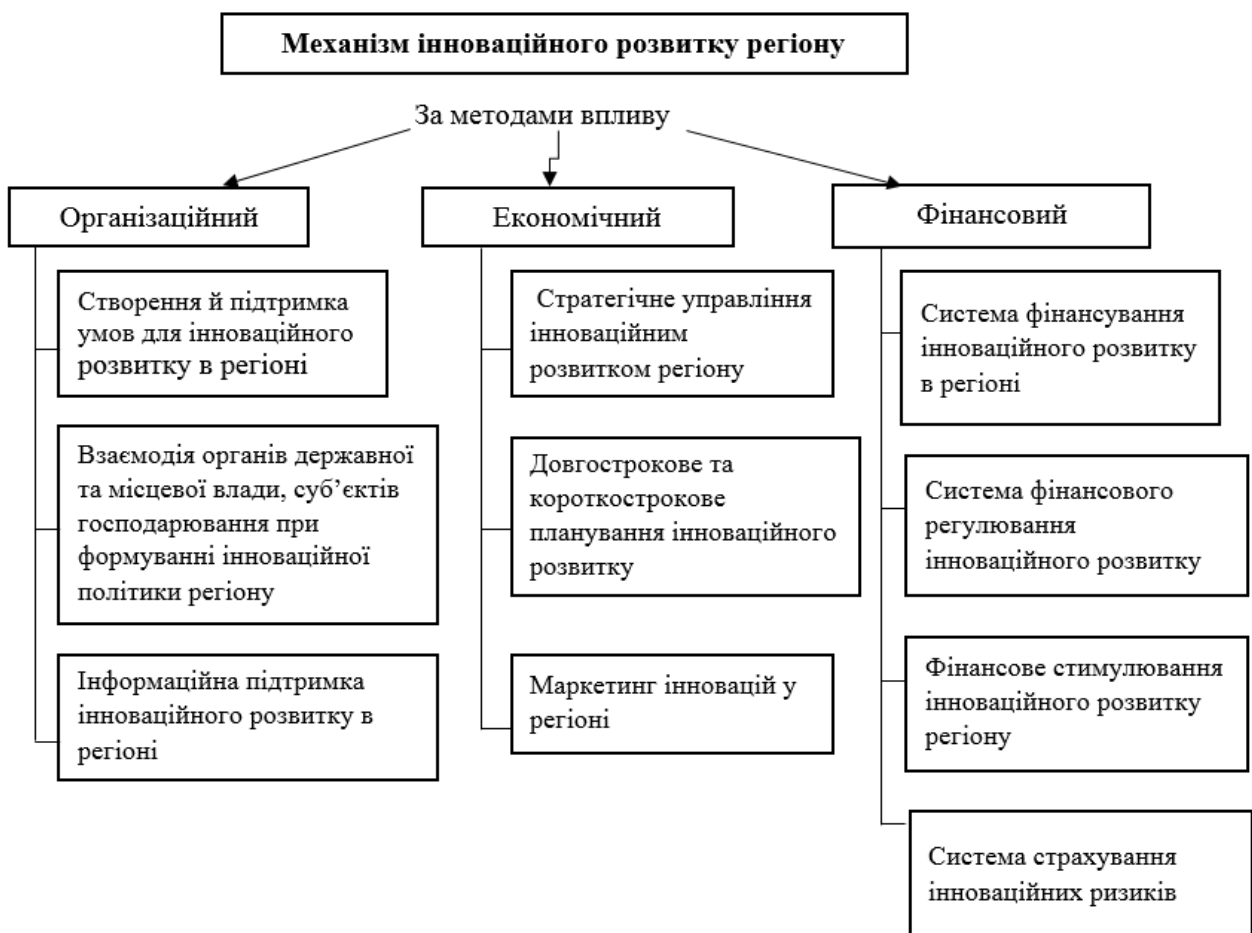 Механізм інноваційного розвитку регіону
За методами впливу
Організаційний
Створення й підтримка
умов для інноваційного
розвитку в регіоні
Взаємодія органів державної
та місцевої влади, суб’єктів
господарювання при
формуванні інноваційної
політики регіону
Інформаційна підтримка
інноваційного розвитку в
регіоні
Економічний
Стратегічне управління
інноваційним
розвитком регіону
Довгострокове та
короткострокове
планування інноваційного
розвитку
Маркетинг інновацій у
регіоні
Фінансовий
Система фінансування
інноваційного розвитку
в регіоні
Система фінансового
регулювання
інноваційного розвитку
Фінансове стимулювання
інноваційного розвитку
регіону
Система страхування
інноваційних ризиків